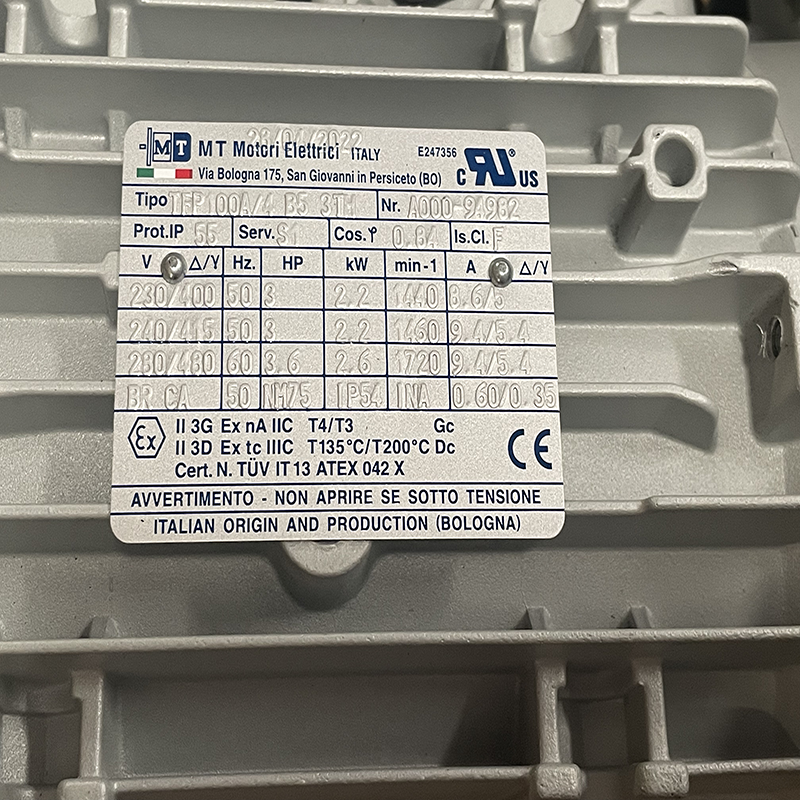 23/04/2022
MTD MT Motori Elettrici ITALY E247356
Via Bologna 175, San Giovanni in Persiceto (BO) c RU ® US
Tipo 100A/4 B5 3TH Nr. A000-94982
Prot.IP 55 Serv. S1 Cos.φ 0.84 Is.Cl. F
V Δ/Y Hz. HP kW min-1 A Δ/Y
230/400 50 3 2,2 1440 8.6/5
240/415 50 3 2,2 1460 9.4/5.4
280/480 60 3.6 2.6 1720 9.4/5.4
BR CA 50 NM75 IP54 INA 0.60/0.35
Ex II 3G Ex nA IIC T4/T3 Gc
II 3D Ex tc IIIC T135°C/T200°C Dc CE
Cert. N. TÜV IT 13 ATEX 042 X
AVVERTIMENTO - NON APRIRE SE SOTTO TENSIONE
ITALIAN ORIGIN AND PRODUCTION (BOLOGNA)